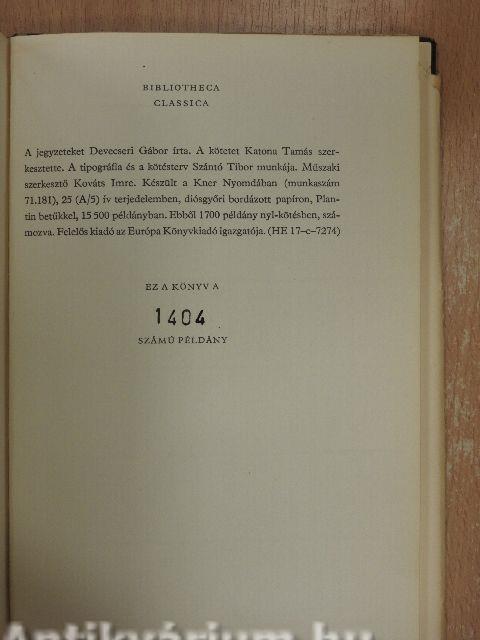 BIBLIOTHECA
CLASSICA
A jegyzeteket Devecseri Gábor írta. A kötetet Katona Tamás szer-
kesztette. A tipográfia és a kötésterv Szántó Tibor munkája. Műszaki
szerkesztő Kováts Imre. Készült a Kner Nyomdában (munkaszám
71.181), 25 (A/5) ív terjedelemben, diósgyőri bordázott papíron, Plan-
tin betűkkel, 15 500 példányban. Ebből 1700 példány nyl-kötésben, szá-
mozva. Felelős kiadó az Európa Könyvkiadó igazgatója. (HE 17-c-7274)
EZ A KÖNYV A
1404
SZÁMÚ PÉLDÁNY
Antikvárium.hu